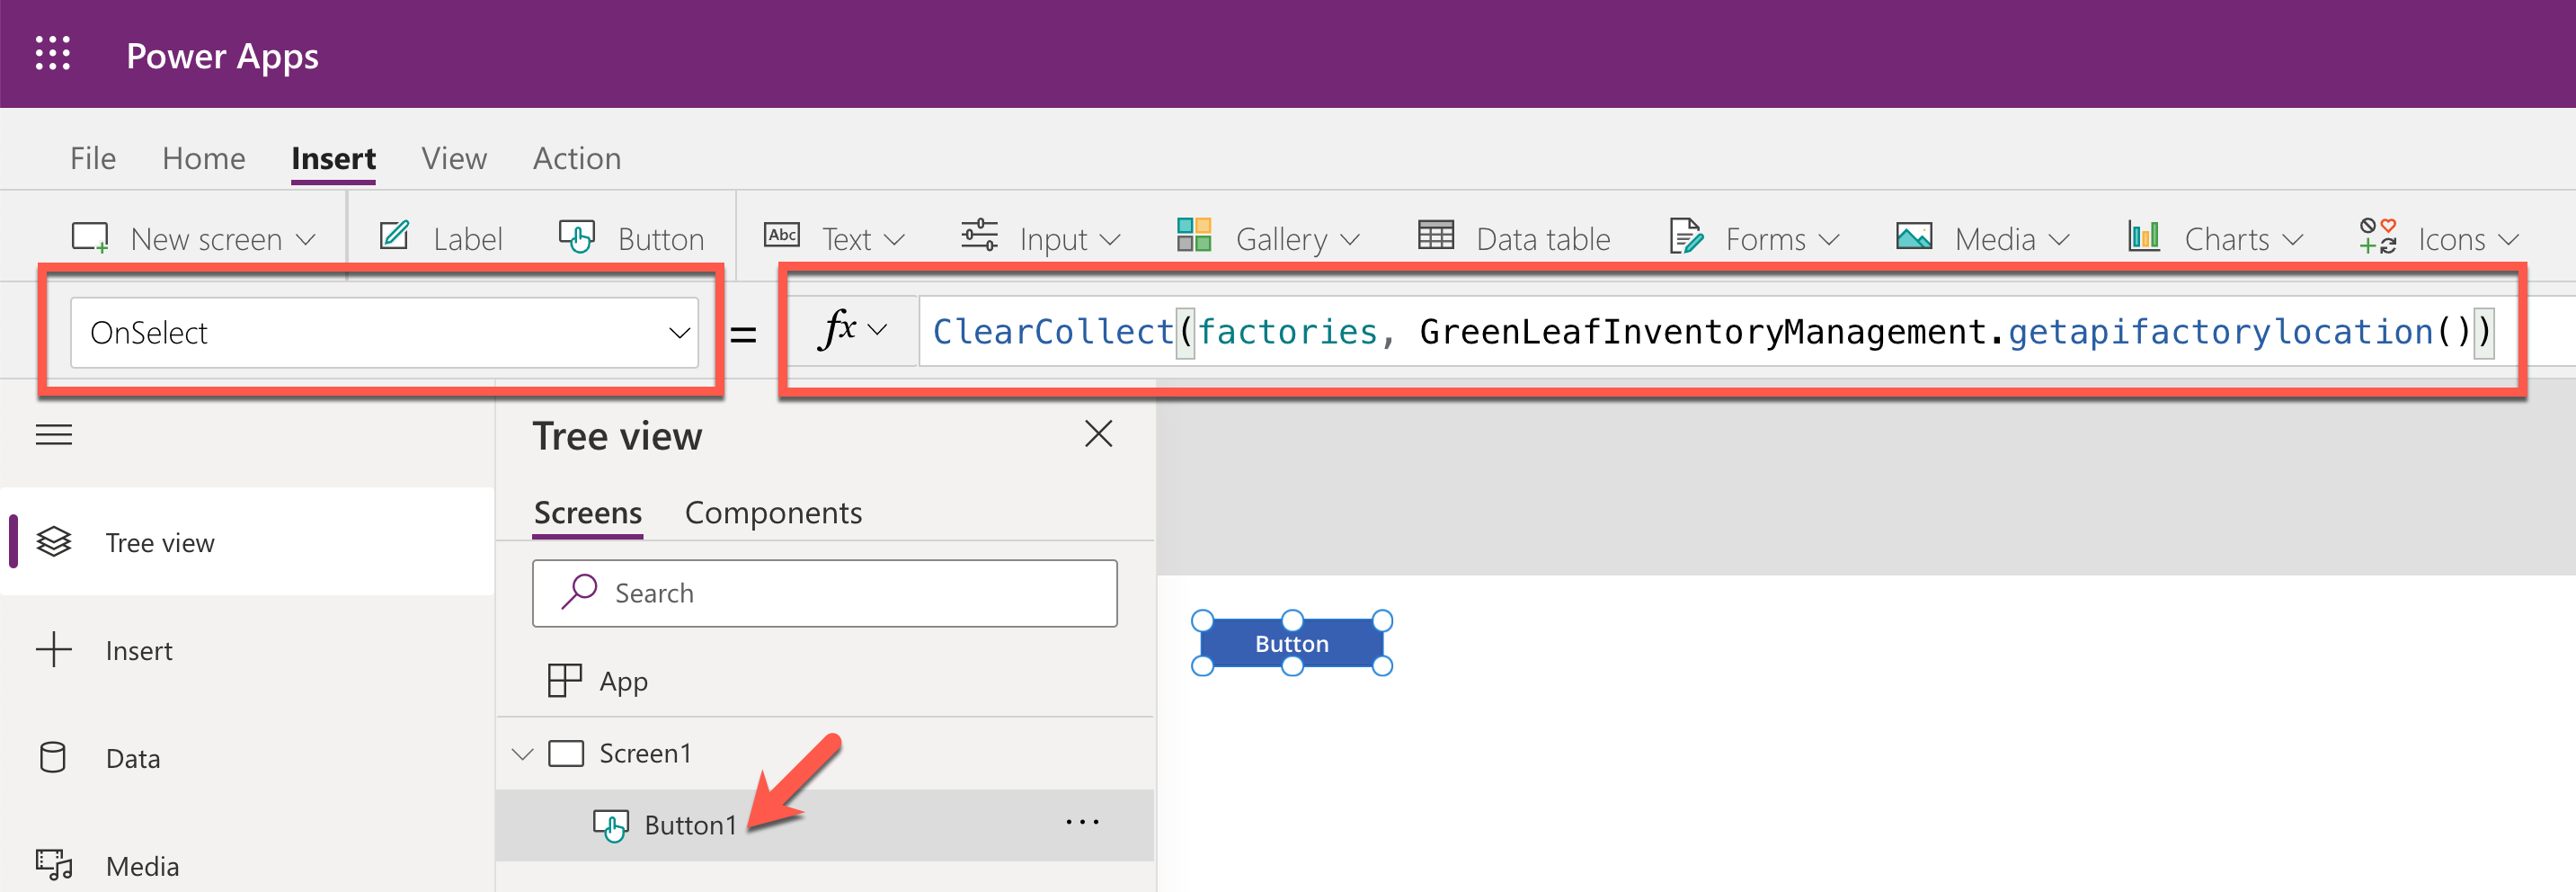 Power Apps
File Home Insert View Action
New screen Label Button Abc Text Input Gallery Data table Forms Media Charts Icons
OnSelect = fx ClearCollect(factories, GreenLeafInventoryManagement.getapifactorylocation())
Tree view
Screens Components
Tree view
Search
Insert
Button
App
Screen1
Data
Button1 ...
Media